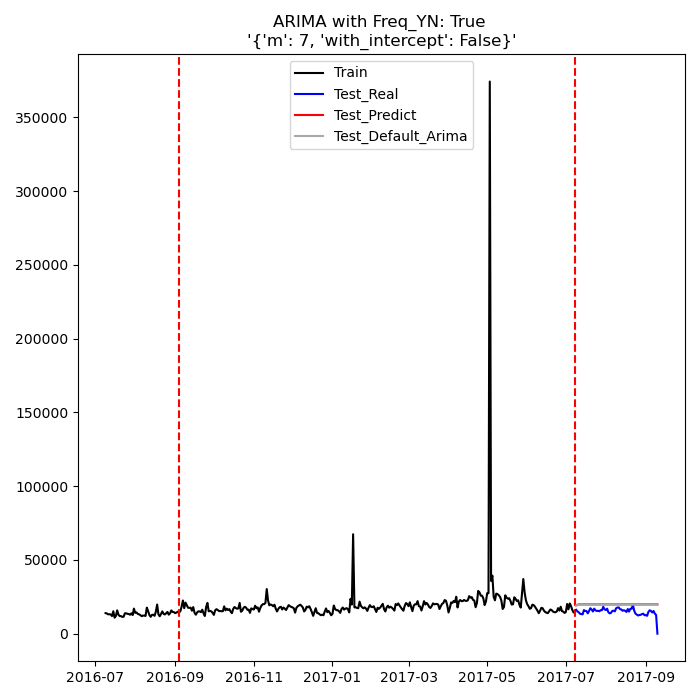 ARIMA with Freq_YN: True
'{'m': 7, 'with_intercept': False}'
Train
Test_Real
Test_Predict
Test_Default_Arima
350000
300000
250000
200000
150000
100000
50000
0
2016-07 2016-09 2016-11 2017-01 2017-03 2017-05 2017-07 2017-09